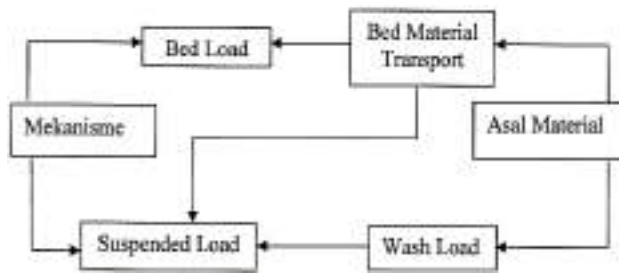 Bed Load
Bed Material
Transport
Mekanisme
Asal Material
Suspended Load
Wash Load